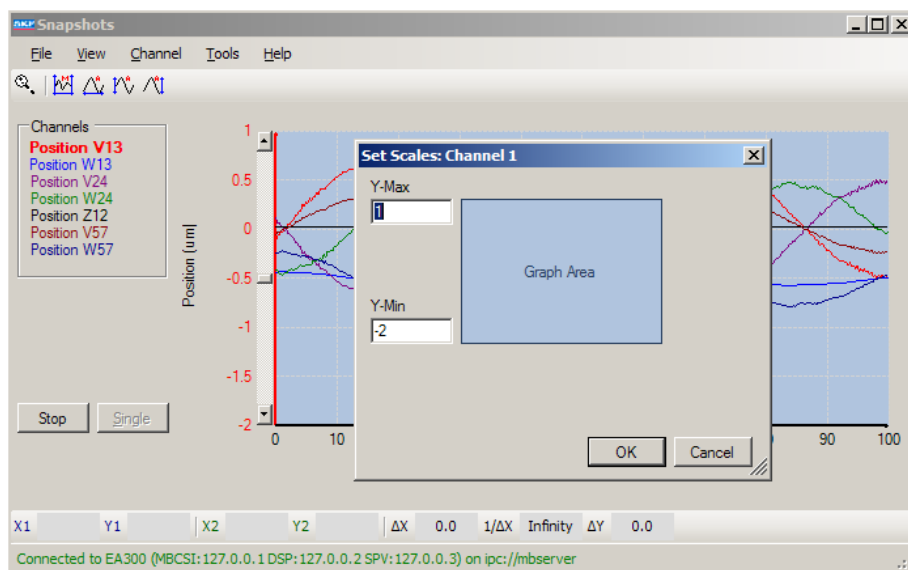 SKF Snapshots
File View Channel Tools Help
Channels
Position V13
Position W13
Position V24
Position W24
Position Z12
Position V57
Position W57
Stop Single
Position (um)
1
0.5
0
-0.5
-1
-1.5
-2
0 10 90 100
Set Scales: Channel 1
Y-Max
1
Graph Area
Y-Min
-2
OK Cancel
X1 Y1 X2 Y2 ΔX 0.0 1/ΔX Infinity ΔY 0.0
Connected to EA300 (MBCSI:127.0.0.1 DSP:127.0.0.2 SPV:127.0.0.3) on ipc://mbserver